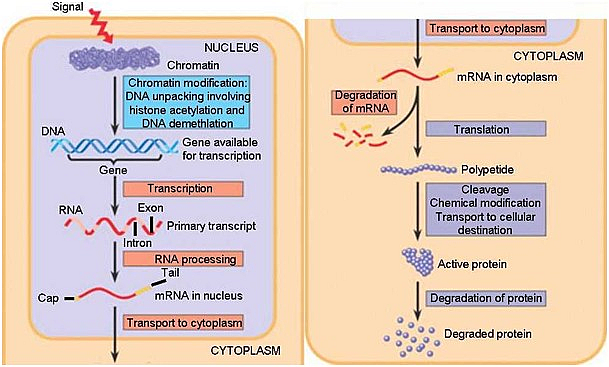 Signal
NUCLEUS
Chromatin
Chromatin modification:
DNA unpacking involving
histone acetylation and
DNA demethlation
DNA
Gene available
for transcription
Gene
Transcription
RNA
Exon
Primary transcript
Intron
RNA processing
Tail
Cap
mRNA in nucleus
Transport to cytoplasm
CYTOPLASM
Transport to cytoplasm
CYTOPLASM
mRNA in cytoplasm
Degradation
of mRNA
Translation
Polypetide
Cleavage
Chemical modification
Transport to cellular
destination
Active protein
Degradation of protein
Degraded protein